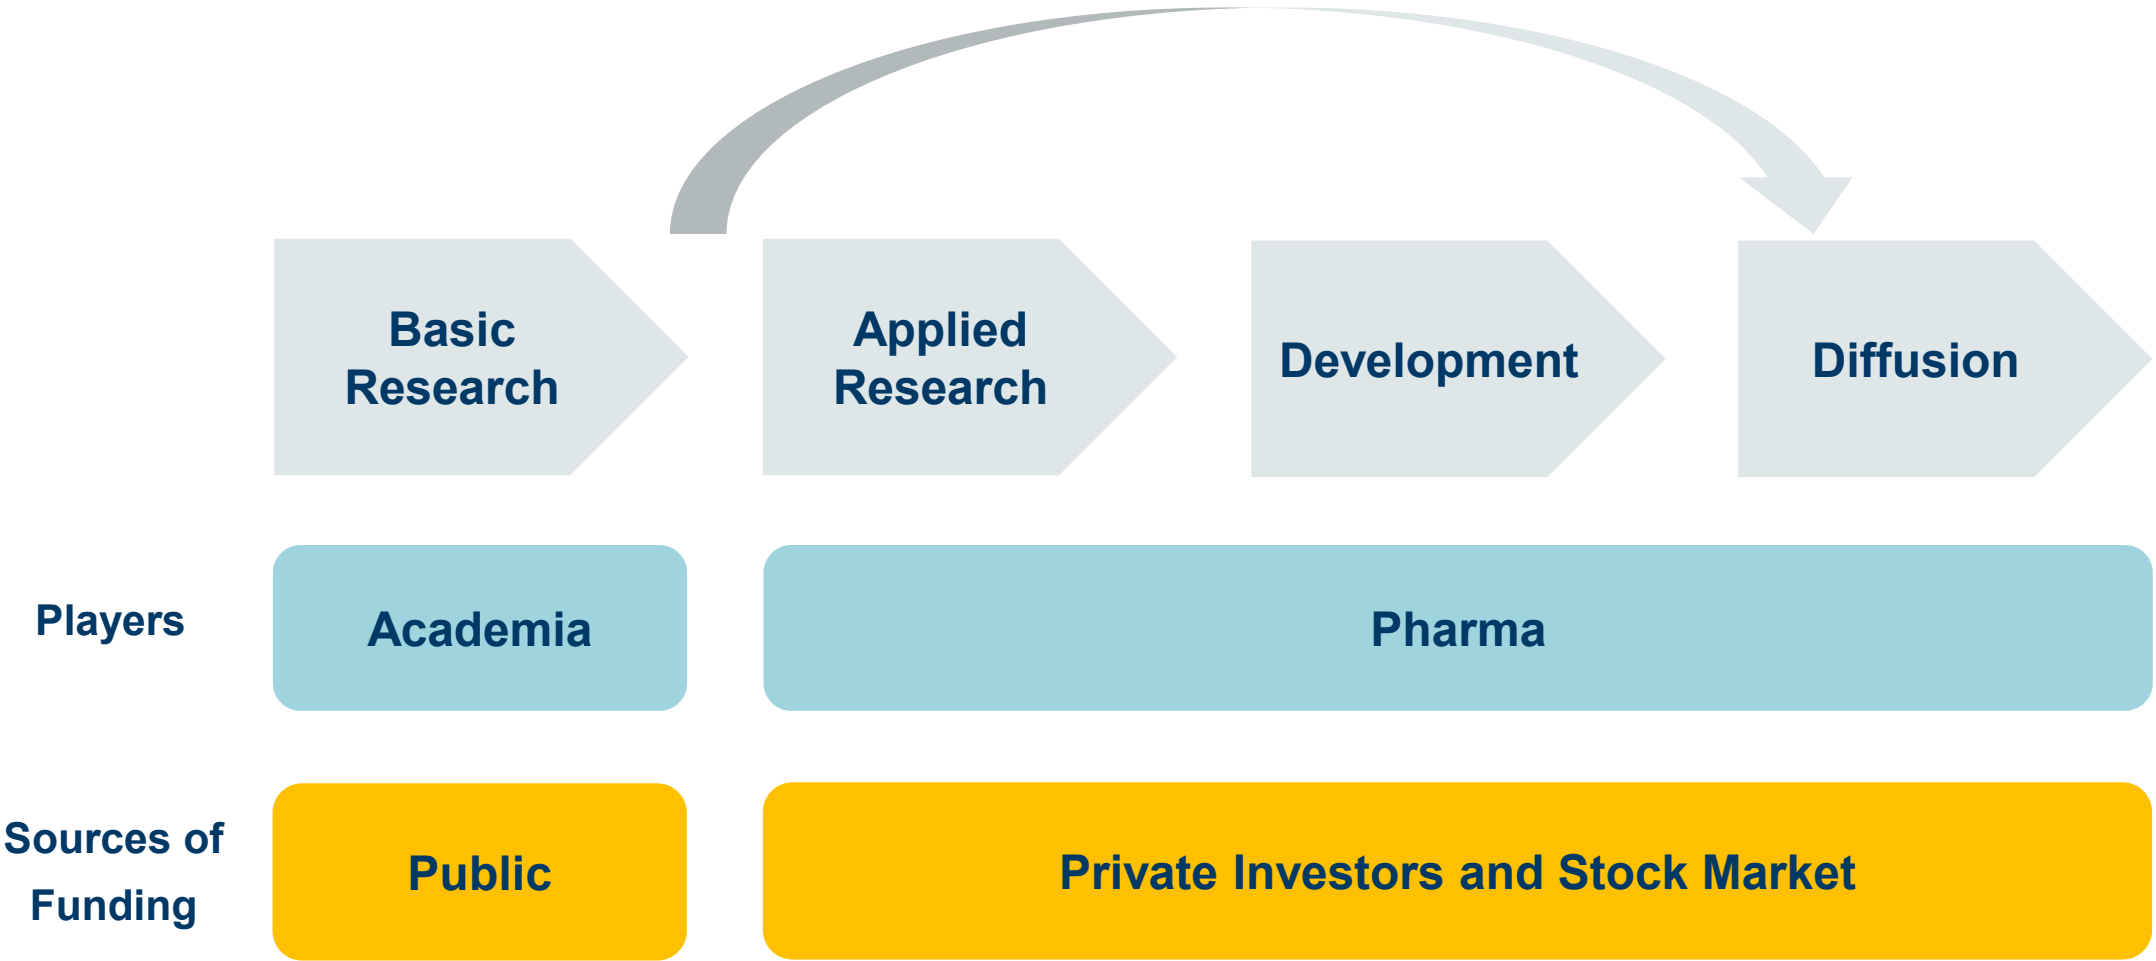 Basic
Research
Applied
Research
Development
Diffusion
Players
Academia
Pharma
Sources of
Funding
Public
Private Investors and Stock Market